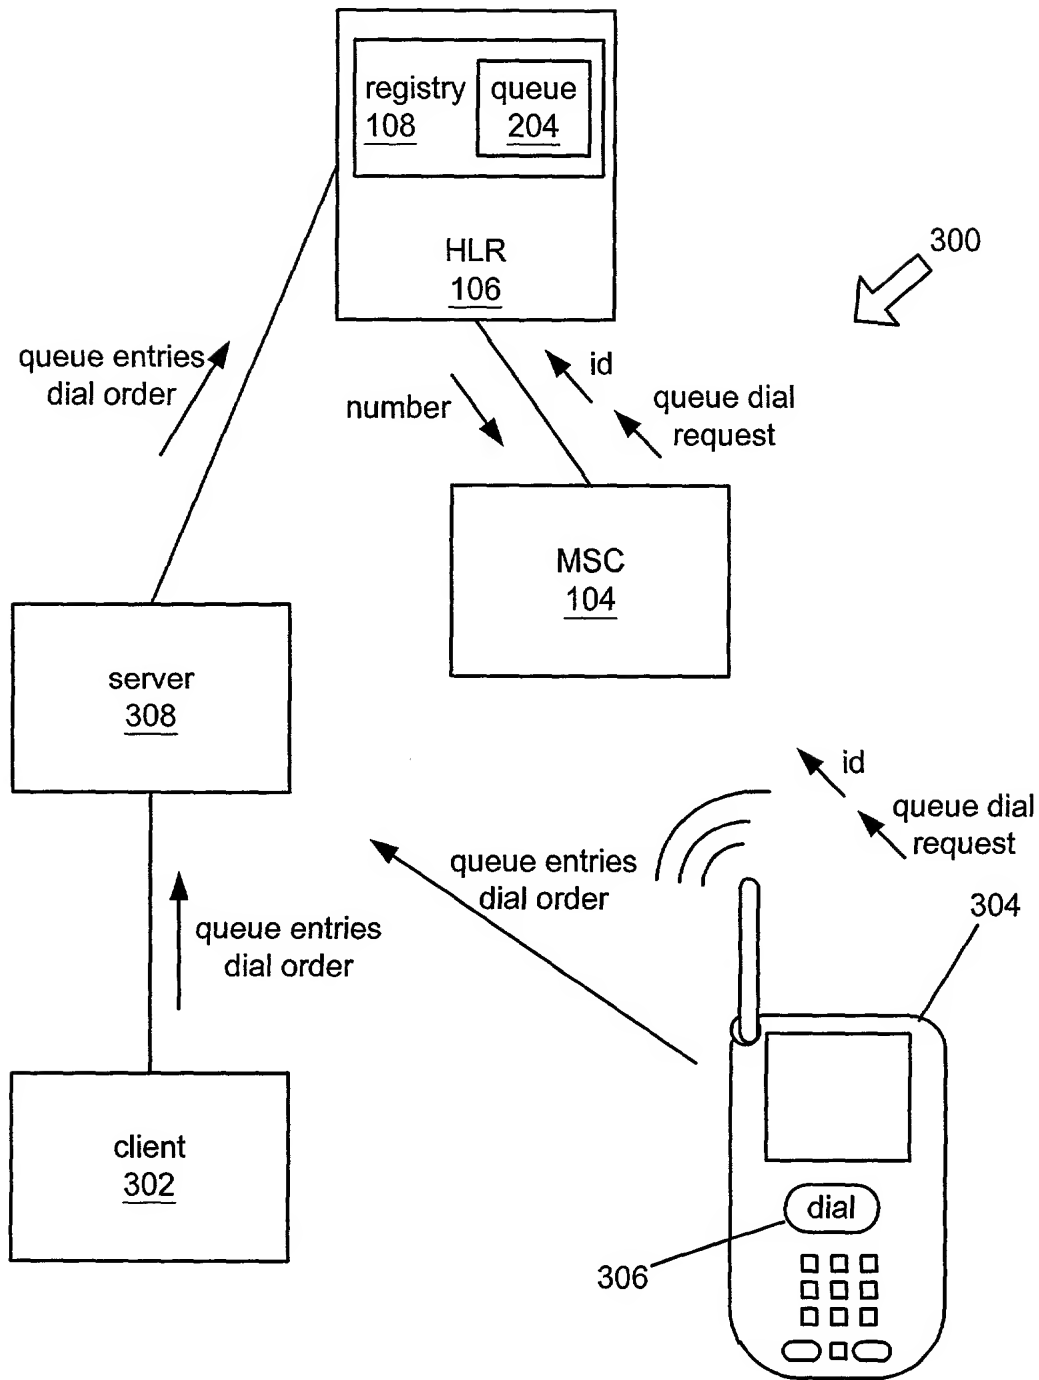 registry
108
queue
204
HLR
106
300
queue entries
dial order
number
id
queue dial
request
MSC
104
server
308
id
queue dial
request
queue entries
dial order
304
queue entries
dial order
client
302
dial
306